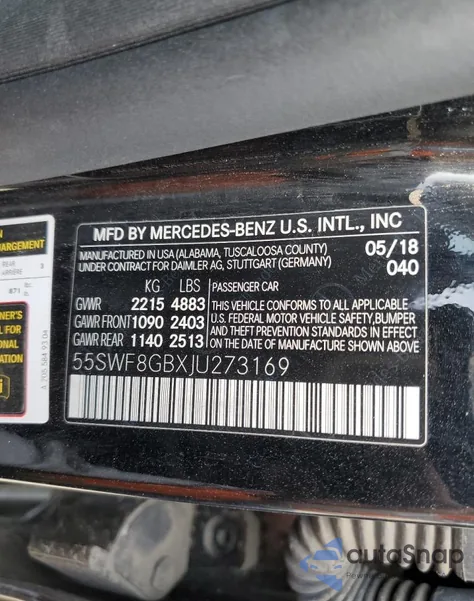 MFD BY MERCEDES-BENZ U.S. INTL., INC
MANUFACTURED IN USA (ALABAMA, TUSCALOOSA COUNTY) 05/18
UNDER CONTRACT FOR DAIMLER AG, STUTTGART (GERMANY) 040
KG LBS PASSENGER CAR
GVWR 2215 4883 THIS VEHICLE CONFORMS TO ALL APPLICABLE
GAWR FRONT 1090 2403 U.S. FEDERAL MOTOR VEHICLE SAFETY, BUMPER
GAWR REAR 1140 2513 AND THEFT PREVENTION STANDARDS IN EFFECT
ON THE DATE OF MANUFACTURE SHOWN ABOVE
55SWF8GBXJU273169
REAR
ARRIÈRE 3
autoSnap